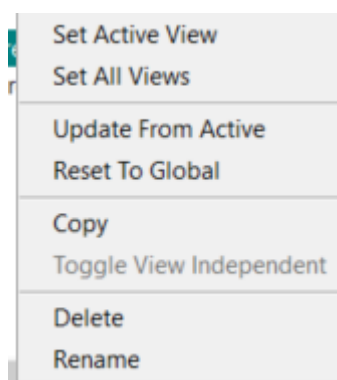 Set Active View
Set All Views
Update From Active
Reset To Global
Copy
Toggle View Independent
Delete
Rename